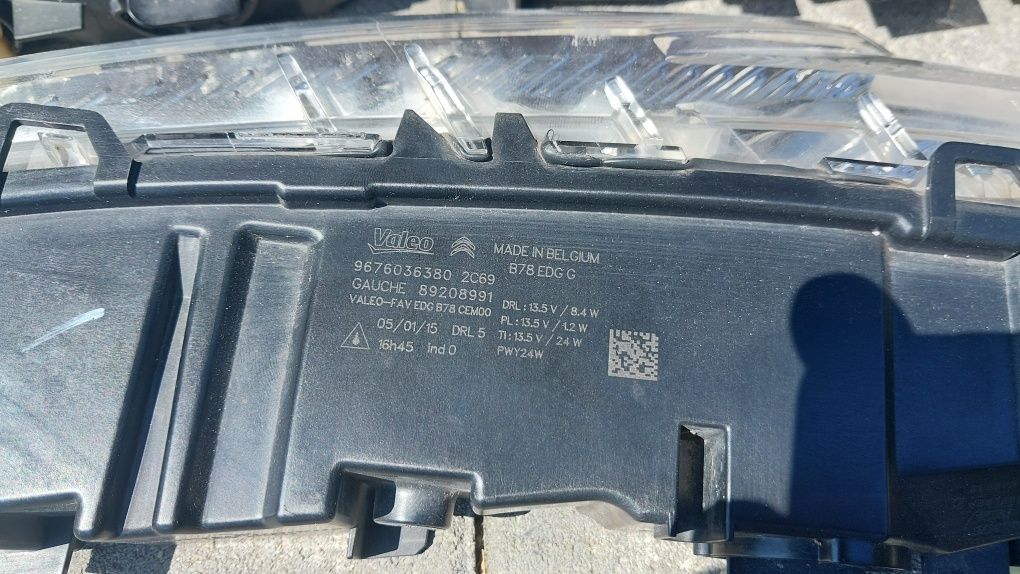 Valeo MADE IN BELGIUM
B78 EDG G
9676036380 2C69
GAUCHE 89208991
VALEO-FAV EDG B78 CEM00
DRL : 13.5 V / 8.4 W
PL : 13.5 V / 1.2 W
05/01/15 DRL 5
TI : 13.5 V / 24 W
16h45 Ind 0
PWY24W